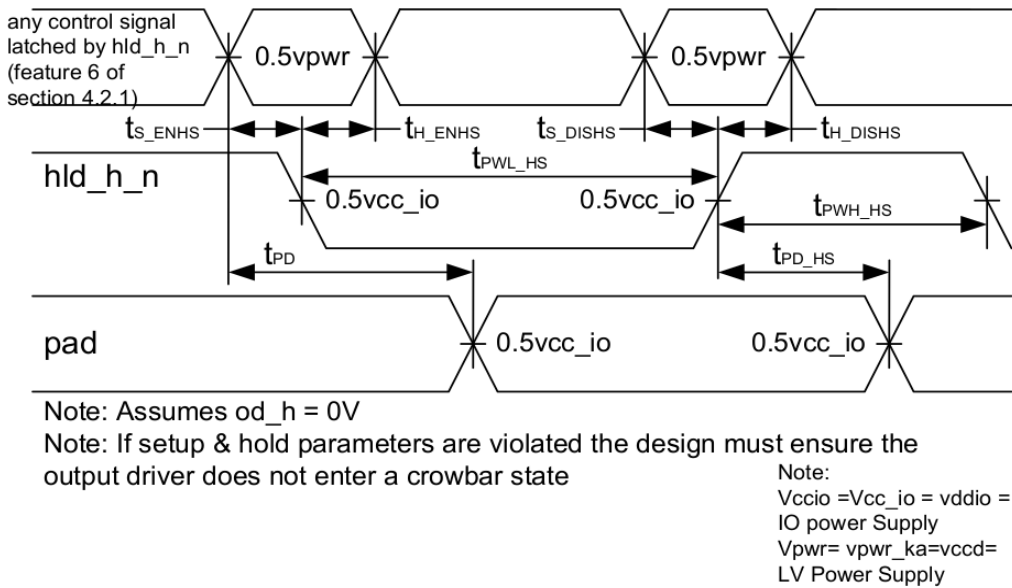 any control signal
latched by hld_h_n
(feature 6 of
section 4.2.1)
0.5vpwr
0.5vpwr
tS_ENHS
tH_ENHS
tS_DISHS
tH_DISHS
hld_h_n
tPWL_HS
0.5vcc_io
0.5vcc_io
tPWH_HS
tPD
tPD_HS
pad
0.5vcc_io
0.5vcc_io
Note: Assumes od_h = 0V
Note: If setup & hold parameters are violated the design must ensure the
output driver does not enter a crowbar state
Note:
Vccio =Vcc_io = vddio =
IO power Supply
Vpwr= vpwr_ka=vccd=
LV Power Supply